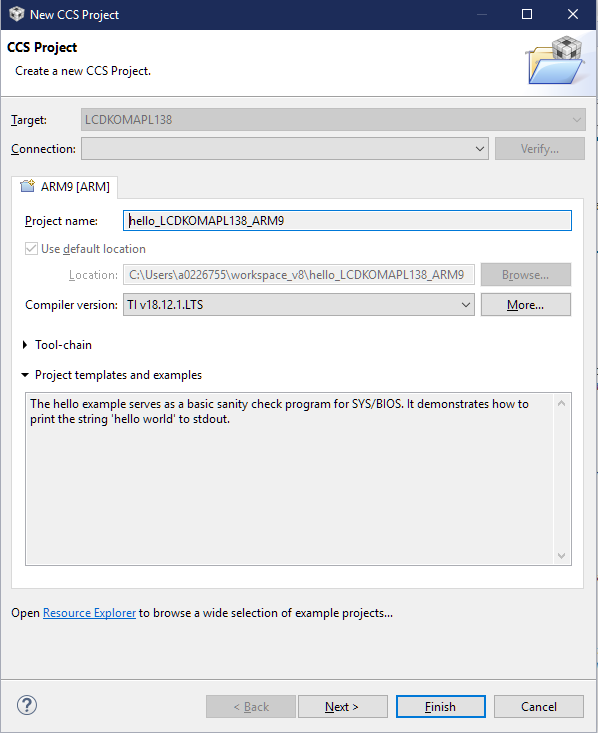 New CCS Project
CCS Project
Create a new CCS Project.
Target: LCDKOMAPL138
Connection: Verify...
ARM9 [ARM]
Project name: hello_LCDKOMAPL138_ARM9
Use default location
Location: C:\Users\a0226755\workspace_v8\hello_LCDKOMAPL138_ARM9 Browse...
Compiler version: TI v18.12.1.LTS More...
Tool-chain
Project templates and examples
The hello example serves as a basic sanity check program for SYS/BIOS. It demonstrates how to
print the string 'hello world' to stdout.
Open Resource Explorer to browse a wide selection of example projects...
? < Back Next > Finish Cancel